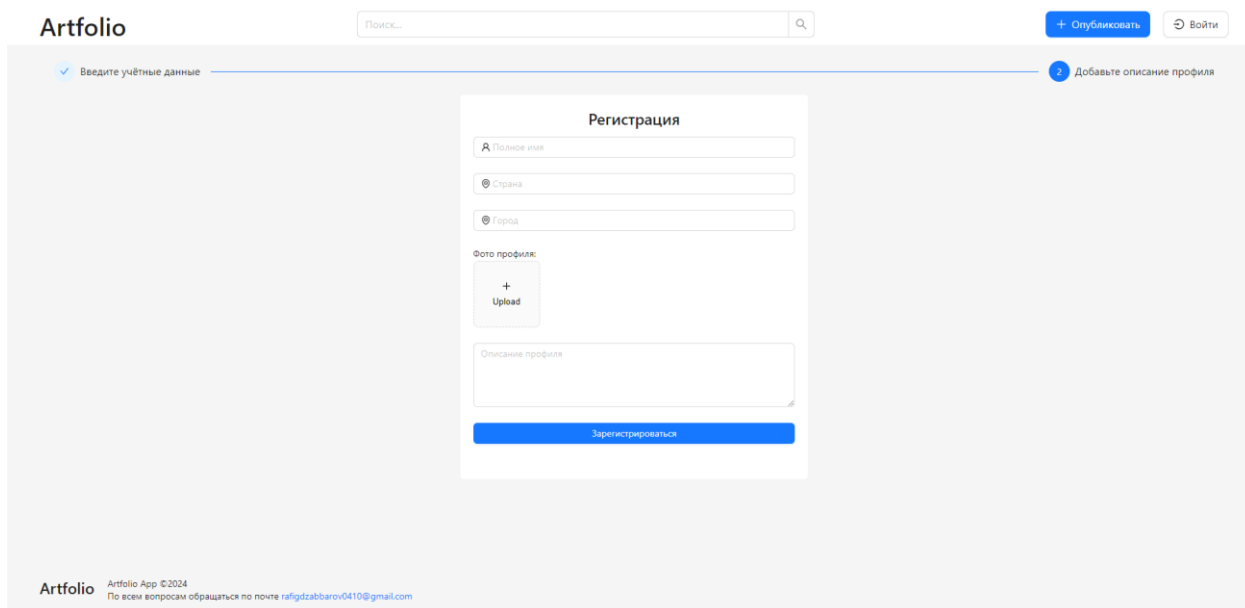 Artfolio
Поиск...
+ Опубликовать
Войти
Введите учётные данные
2 Добавьте описание профиля
Регистрация
Полное имя
Страна
Город
Фото профиля:
+
Upload
Описание профиля
Зарегистрироваться
Artfolio
Artfolio App ©2024
По всем вопросам обращаться по почте rafigdzabbarov0410@gmail.com